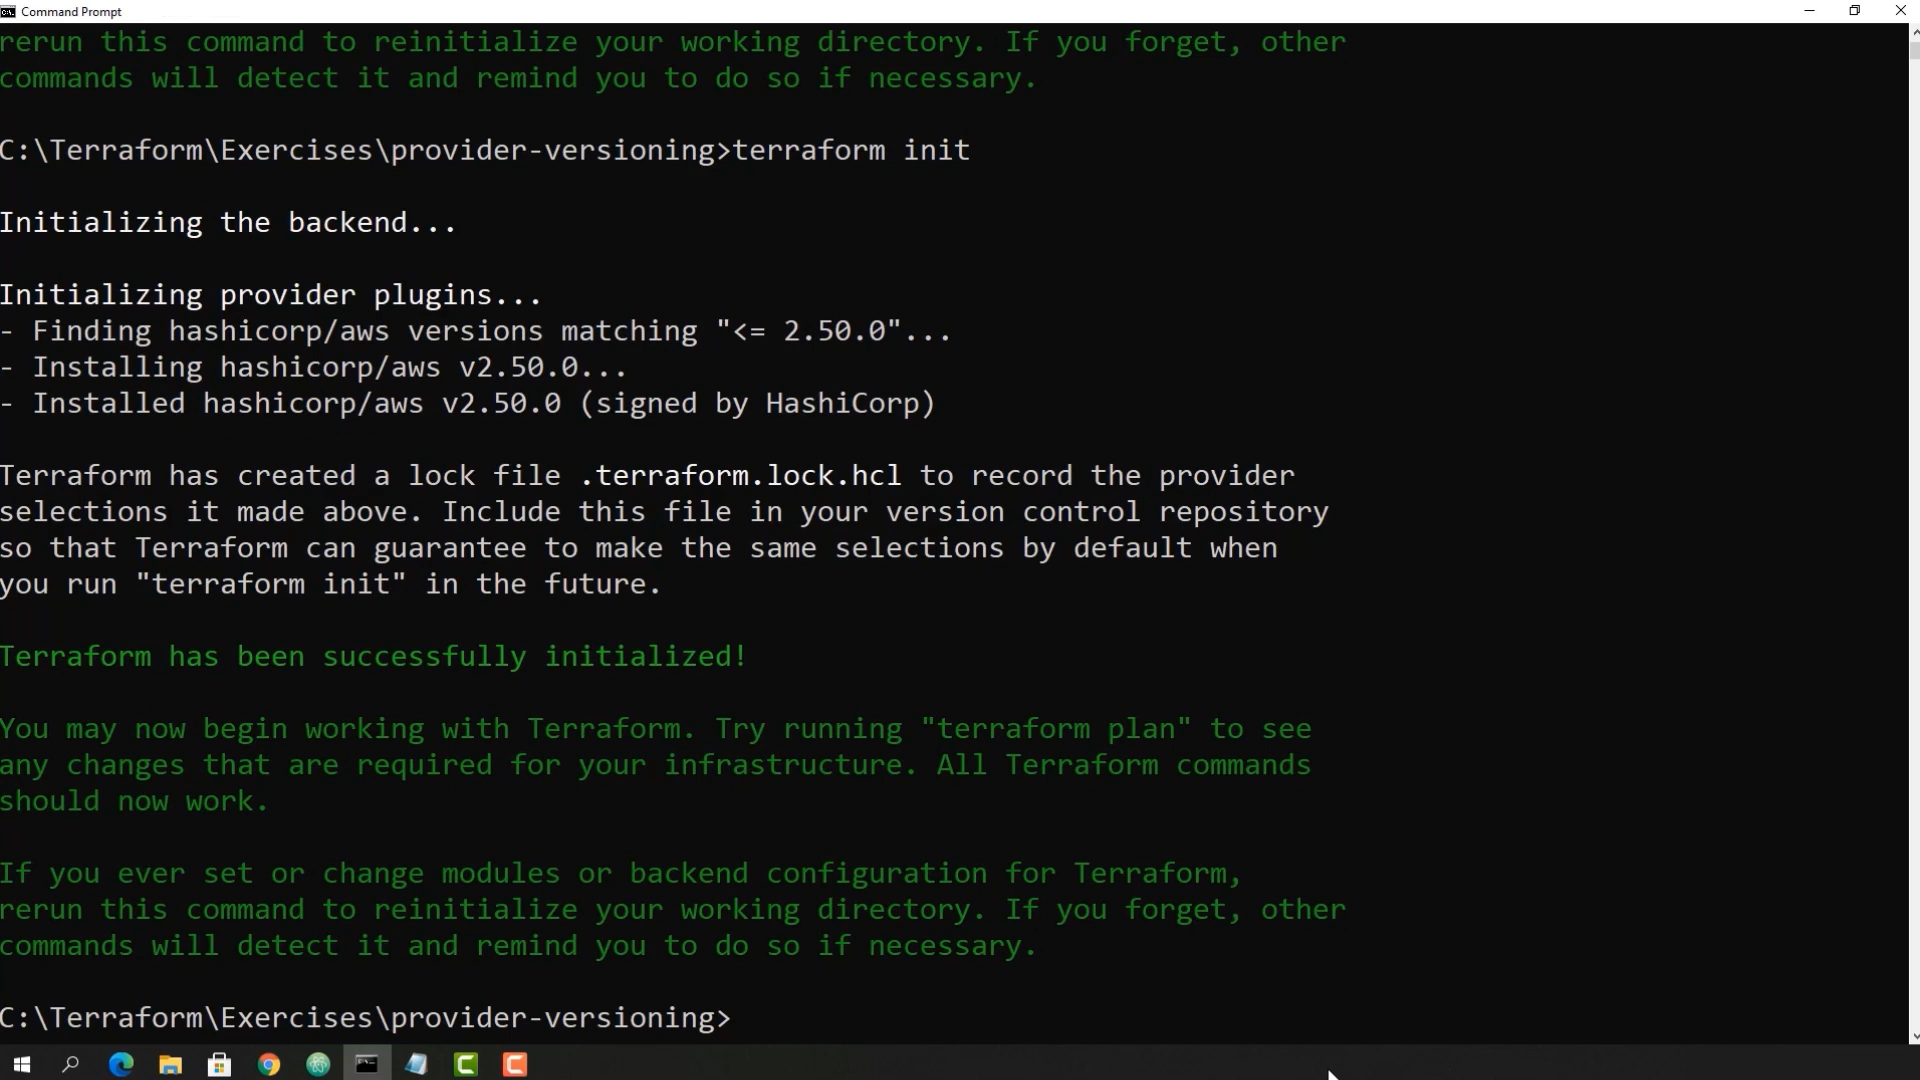 Command Prompt
rerun this command to reinitialize your working directory. If you forget, other
commands will detect it and remind you to do so if necessary.
C:\Terraform\Exercises\provider-versioning>terraform init
Initializing the backend...
Initializing provider plugins...
- Finding hashicorp/aws versions matching "<= 2.50.0"...
- Installing hashicorp/aws v2.50.0...
- Installed hashicorp/aws v2.50.0 (signed by HashiCorp)
Terraform has created a lock file .terraform.lock.hcl to record the provider
selections it made above. Include this file in your version control repository
so that Terraform can guarantee to make the same selections by default when
you run "terraform init" in the future.
Terraform has been successfully initialized!
You may now begin working with Terraform. Try running "terraform plan" to see
any changes that are required for your infrastructure. All Terraform commands
should now work.
If you ever set or change modules or backend configuration for Terraform,
rerun this command to reinitialize your working directory. If you forget, other
commands will detect it and remind you to do so if necessary.
C:\Terraform\Exercises\provider-versioning>